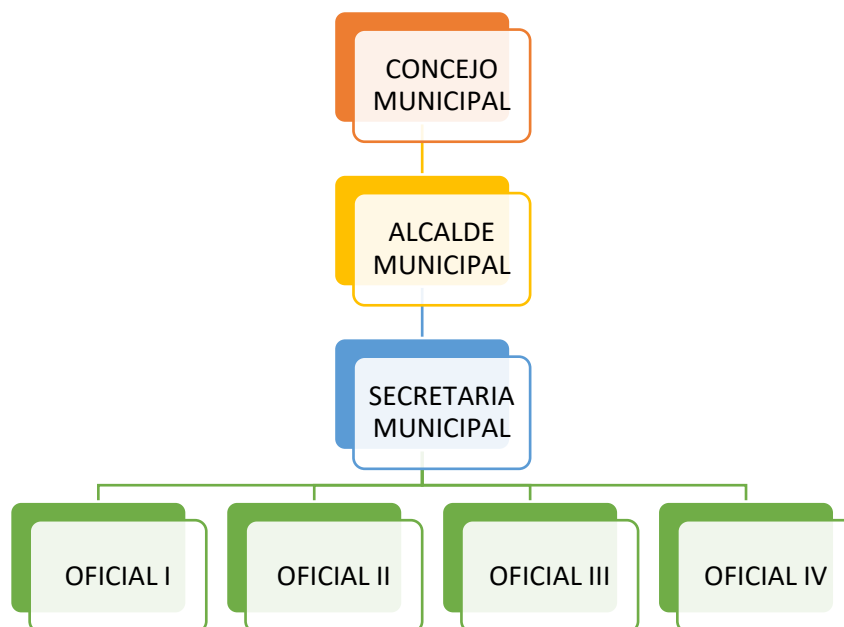 CONCEJO
MUNICIPAL
ALCALDE
MUNICIPAL
SECRETARIA
MUNICIPAL
OFICIAL I
OFICIAL II
OFICIAL III
OFICIAL IV